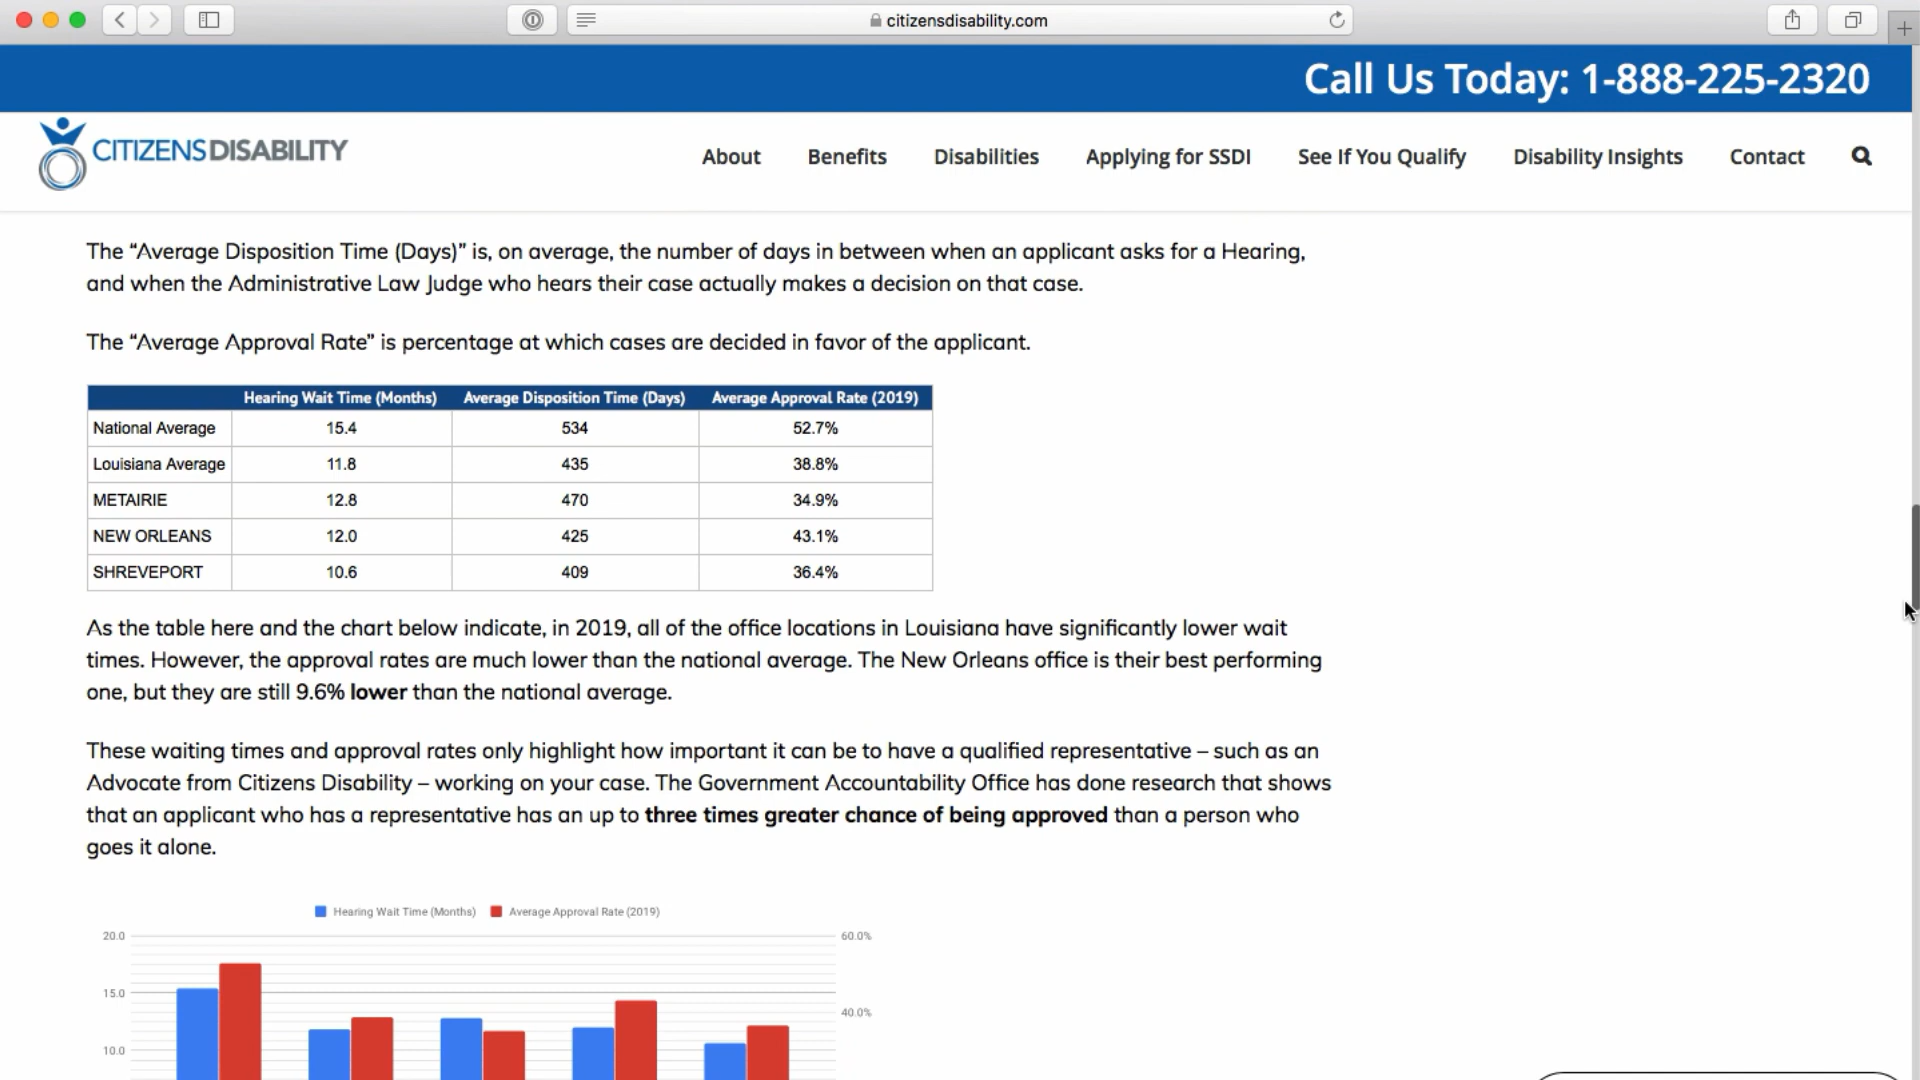 citizensdisability.com
Call Us Today: 1-888-225-2320
CITIZENSDISABILITY
About Benefits Disabilities Applying for SSDI See If You Qualify Disability Insights Contact
The “Average Disposition Time (Days)” is, on average, the number of days in between when an applicant asks for a Hearing,
and when the Administrative Law Judge who hears their case actually makes a decision on that case.
The “Average Approval Rate” is percentage at which cases are decided in favor of the applicant.
Hearing Wait Time (Months) Average Disposition Time (Days) Average Approval Rate (2019)
National Average 15.4 534 52.7%
Louisiana Average 11.8 435 38.8%
METAIRIE 12.8 470 34.9%
NEW ORLEANS 12.0 425 43.1%
SHREVEPORT 10.6 409 36.4%
As the table here and the chart below indicate, in 2019, all of the office locations in Louisiana have significantly lower wait
times. However, the approval rates are much lower than the national average. The New Orleans office is their best performing
one, but they are still 9.6% lower than the national average.
These waiting times and approval rates only highlight how important it can be to have a qualified representative – such as an
Advocate from Citizens Disability – working on your case. The Government Accountability Office has done research that shows
that an applicant who has a representative has an up to three times greater chance of being approved than a person who
goes it alone.
Hearing Wait Time (Months) Average Approval Rate (2019)
20.0 60.0%
15.0
40.0%
10.0